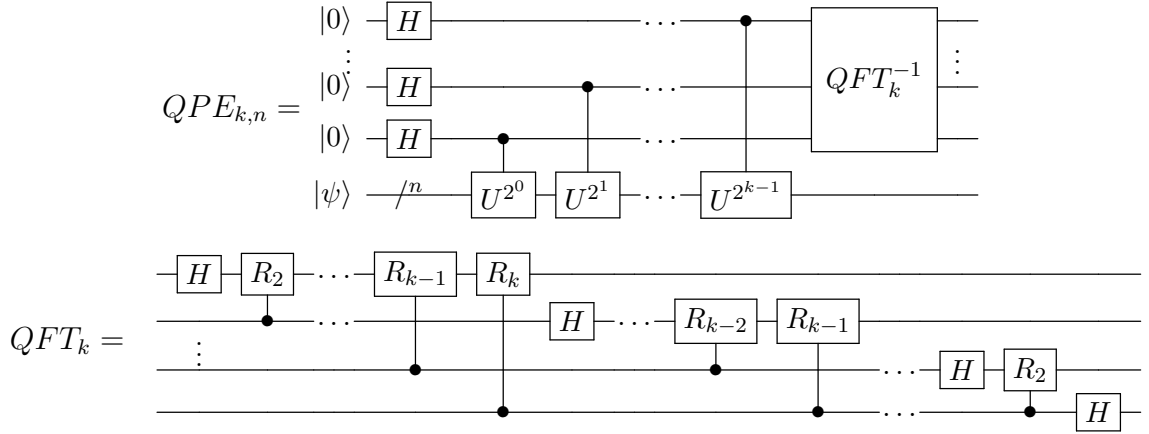 |0⟩ H ... QFT_k^{-1}
⋮ ⋮
QPE_{k,n} = |0⟩ H ...
|0⟩ H ...
|ψ⟩ /^n U^{2^0} U^{2^1} ... U^{2^{k-1}}
H R_2 ... R_{k-1} R_k
QFT_k = ... H ... R_{k-2} R_{k-1}
⋮ ... H R_2
... H